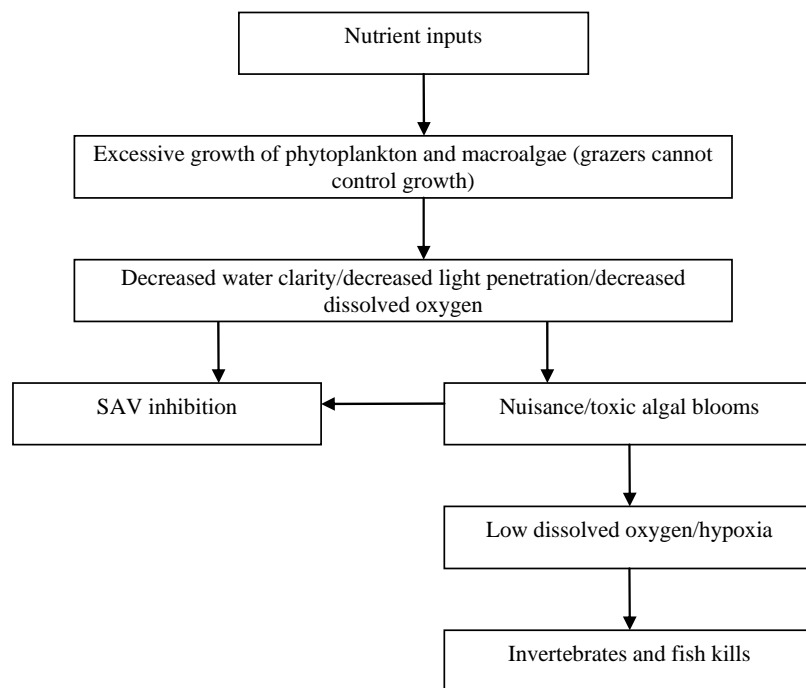 Nutrient inputs
Excessive growth of phytoplankton and macroalgae (grazers cannot
control growth)
Decreased water clarity/decreased light penetration/decreased
dissolved oxygen
SAV inhibition
Nuisance/toxic algal blooms
Low dissolved oxygen/hypoxia
Invertebrates and fish kills